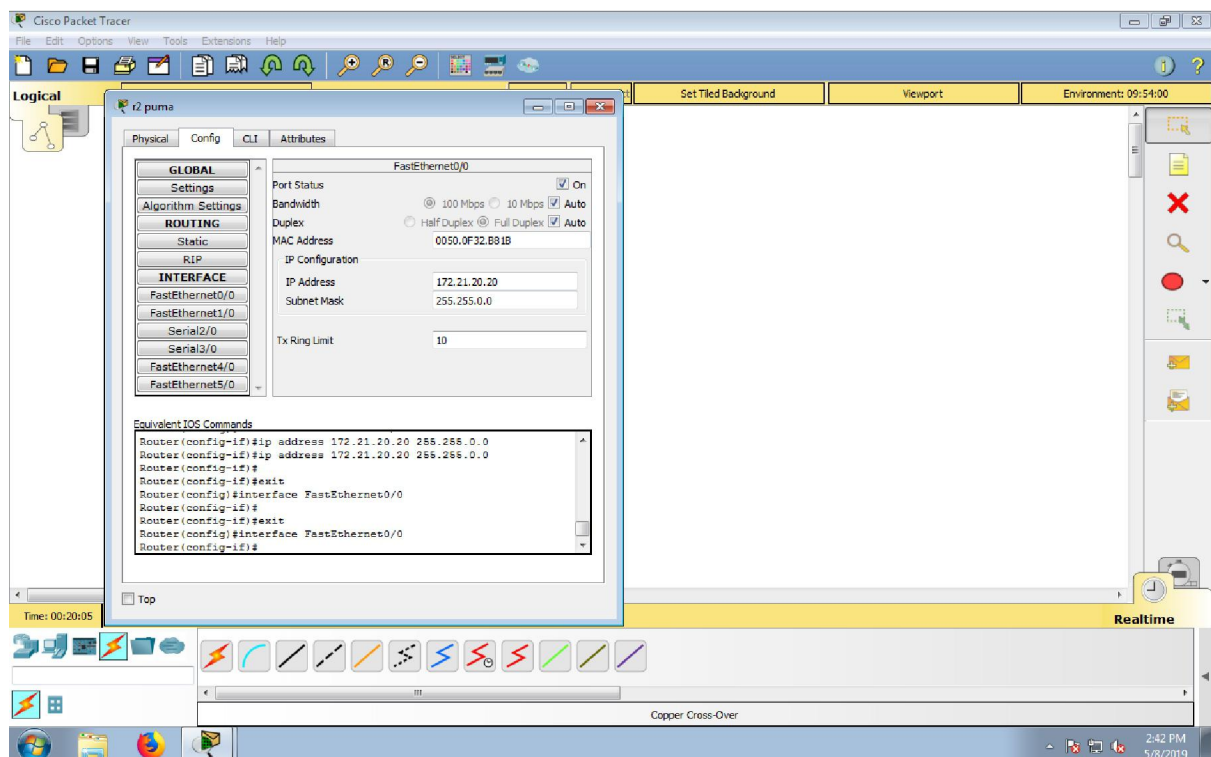 Cisco Packet Tracer
File Edit Options View Tools Extensions Help
Logical
Set Tiled Background
Viewport
Environment: 09:54:00
r2 puma
Physical Config CLI Attributes
GLOBAL
Settings
Algorithm Settings
ROUTING
Static
RIP
INTERFACE
FastEthernet0/0
FastEthernet1/0
Serial2/0
Serial3/0
FastEthernet4/0
FastEthernet5/0
FastEthernet0/0
Port Status On
Bandwidth 100 Mbps 10 Mbps Auto
Duplex Half Duplex Full Duplex Auto
MAC Address 0050.0F32.B81B
IP Configuration
IP Address 172.21.20.20
Subnet Mask 255.255.0.0
Tx Ring Limit 10
Equivalent IOS Commands
Router(config-if)#ip address 172.21.20.20 255.255.0.0
Router(config-if)#ip address 172.21.20.20 255.255.0.0
Router(config-if)#
Router(config-if)#exit
Router(config)#interface FastEthernet0/0
Router(config-if)#
Router(config-if)#exit
Router(config)#interface FastEthernet0/0
Router(config-if)#
Top
Time: 00:20:05
Realtime
Copper Cross-Over
2:42 PM
5/8/2019